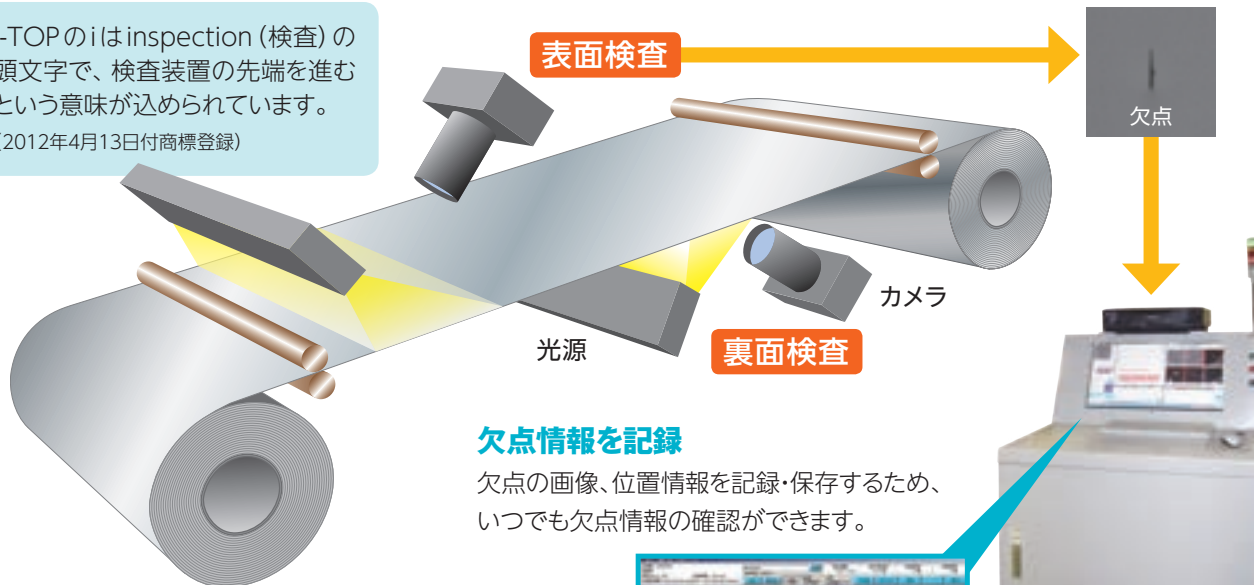 -TOPのiはinspection（検査）の
頭文字で、検査装置の先端を進む
という意味が込められています。
（2012年4月13日付商標登録）
表面検査
欠点
カメラ
光源
裏面検査
欠点情報を記録
欠点の画像、位置情報を記録・保存するため、
いつでも欠点情報の確認ができます。